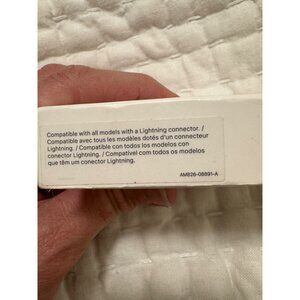 Compatible with all models with a Lightning connector. /
Compatible avec tous les modèles dotés d'un connecteur
Lightning. / Compatible con todos los modelos con
conector Lightning. / Compatível com todos os modelos
que têm um conector Lightning.
AMB26-08891-A